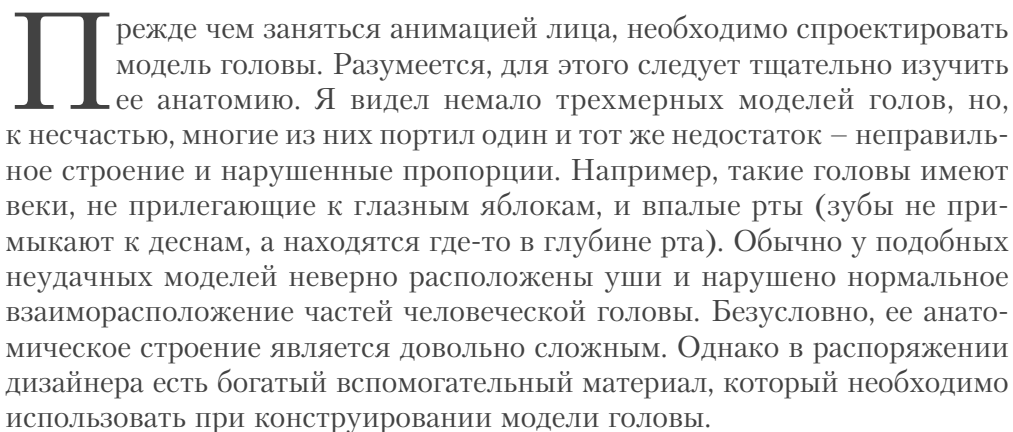 Прежде чем заняться анимацией лица, необходимо спроектировать
модель головы. Разумеется, для этого следует тщательно изучить
ее анатомию. Я видел немало трехмерных моделей голов, но,
к несчастью, многие из них портил один и тот же недостаток – неправиль-
ное строение и нарушенные пропорции. Например, такие головы имеют
веки, не прилегающие к глазным яблокам, и впалые рты (зубы не при-
мыкают к деснам, а находятся где-то в глубине рта). Обычно у подобных
неудачных моделей неверно расположены уши и нарушено нормальное
взаиморасположение частей человеческой головы. Безусловно, ее анато-
мическое строение является довольно сложным. Однако в распоряжении
дизайнера есть богатый вспомогательный материал, который необходимо
использовать при конструировании модели головы.